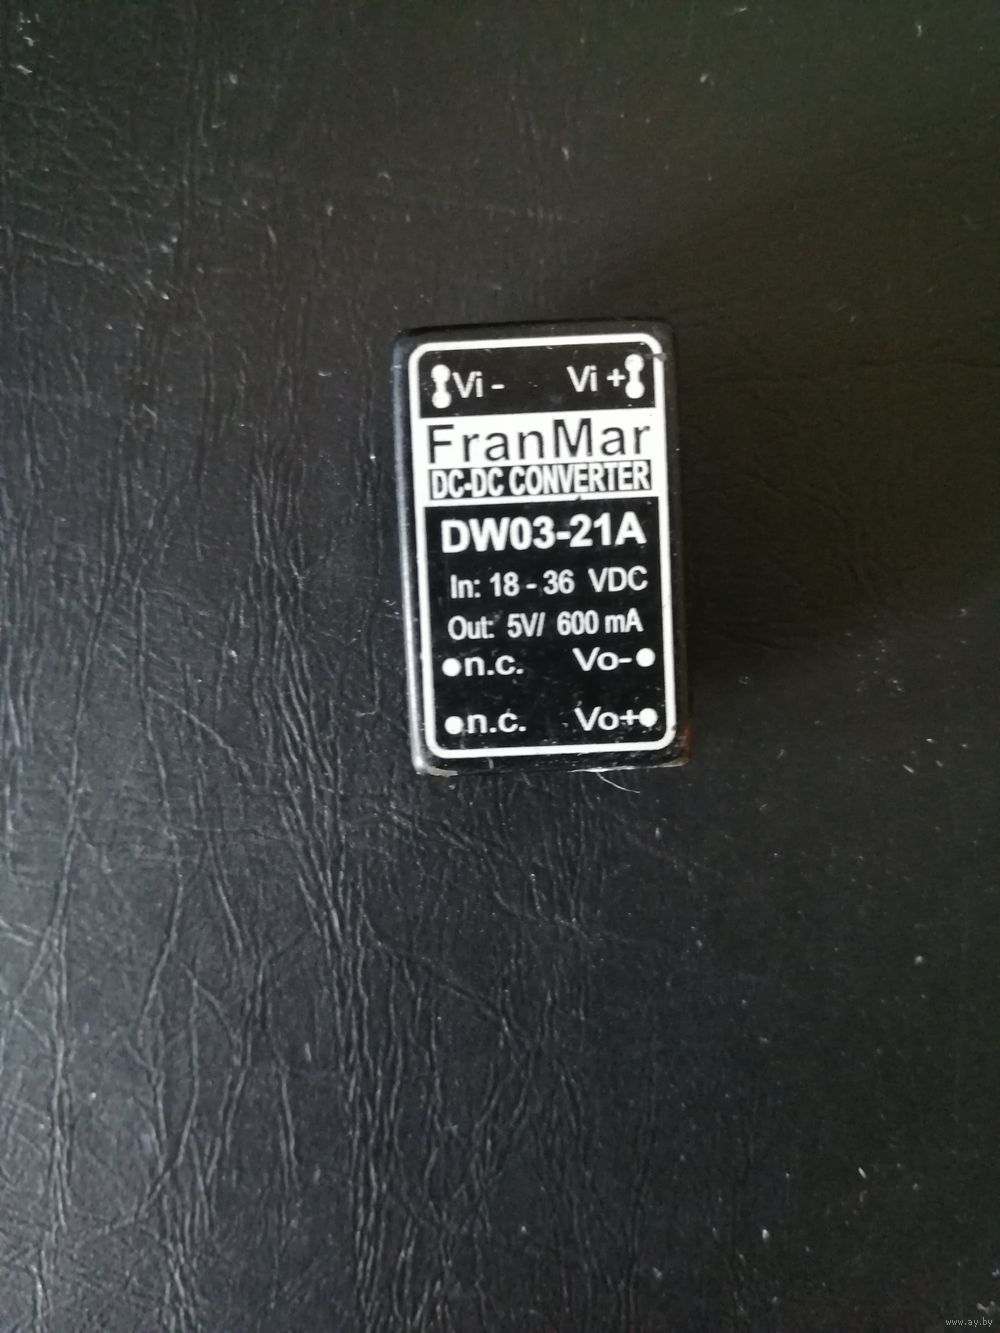 Vi - Vi +
FranMar
DC-DC CONVERTER
DW03-21A
In: 18 - 36 VDC
Out: 5V/ 600 mA
n.c. Vo-
n.c. Vo+
www.ay.by